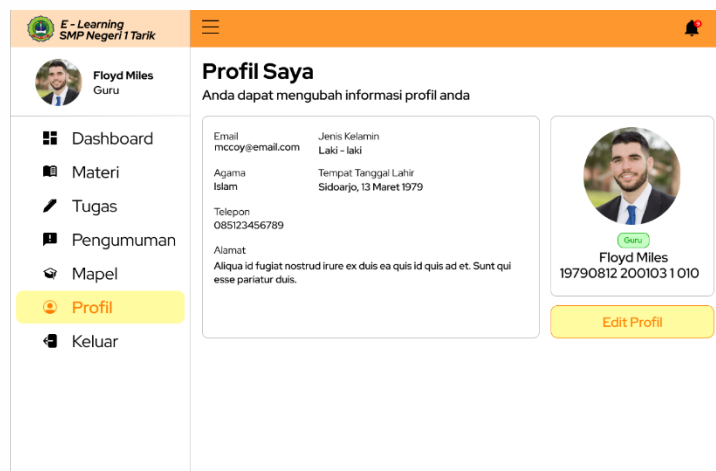 E - Learning
SMP Negeri 1 Tarik
Floyd Miles
Guru
Dashboard
Materi
Tugas
Pengumuman
Mapel
Profil
Keluar
Profil Saya
Anda dapat mengubah informasi profil anda
Email
mccoy@email.com
Jenis Kelamin
Laki - laki
Agama
Islam
Tempat Tanggal Lahir
Sidoarjo, 13 Maret 1979
Telepon
085123456789
Alamat
Aliqua id fugiat nostrud irure ex duis ea quis id quis ad et. Sunt qui
esse pariatur duis.
Guru
Floyd Miles
19790812 200103 1 010
Edit Profil